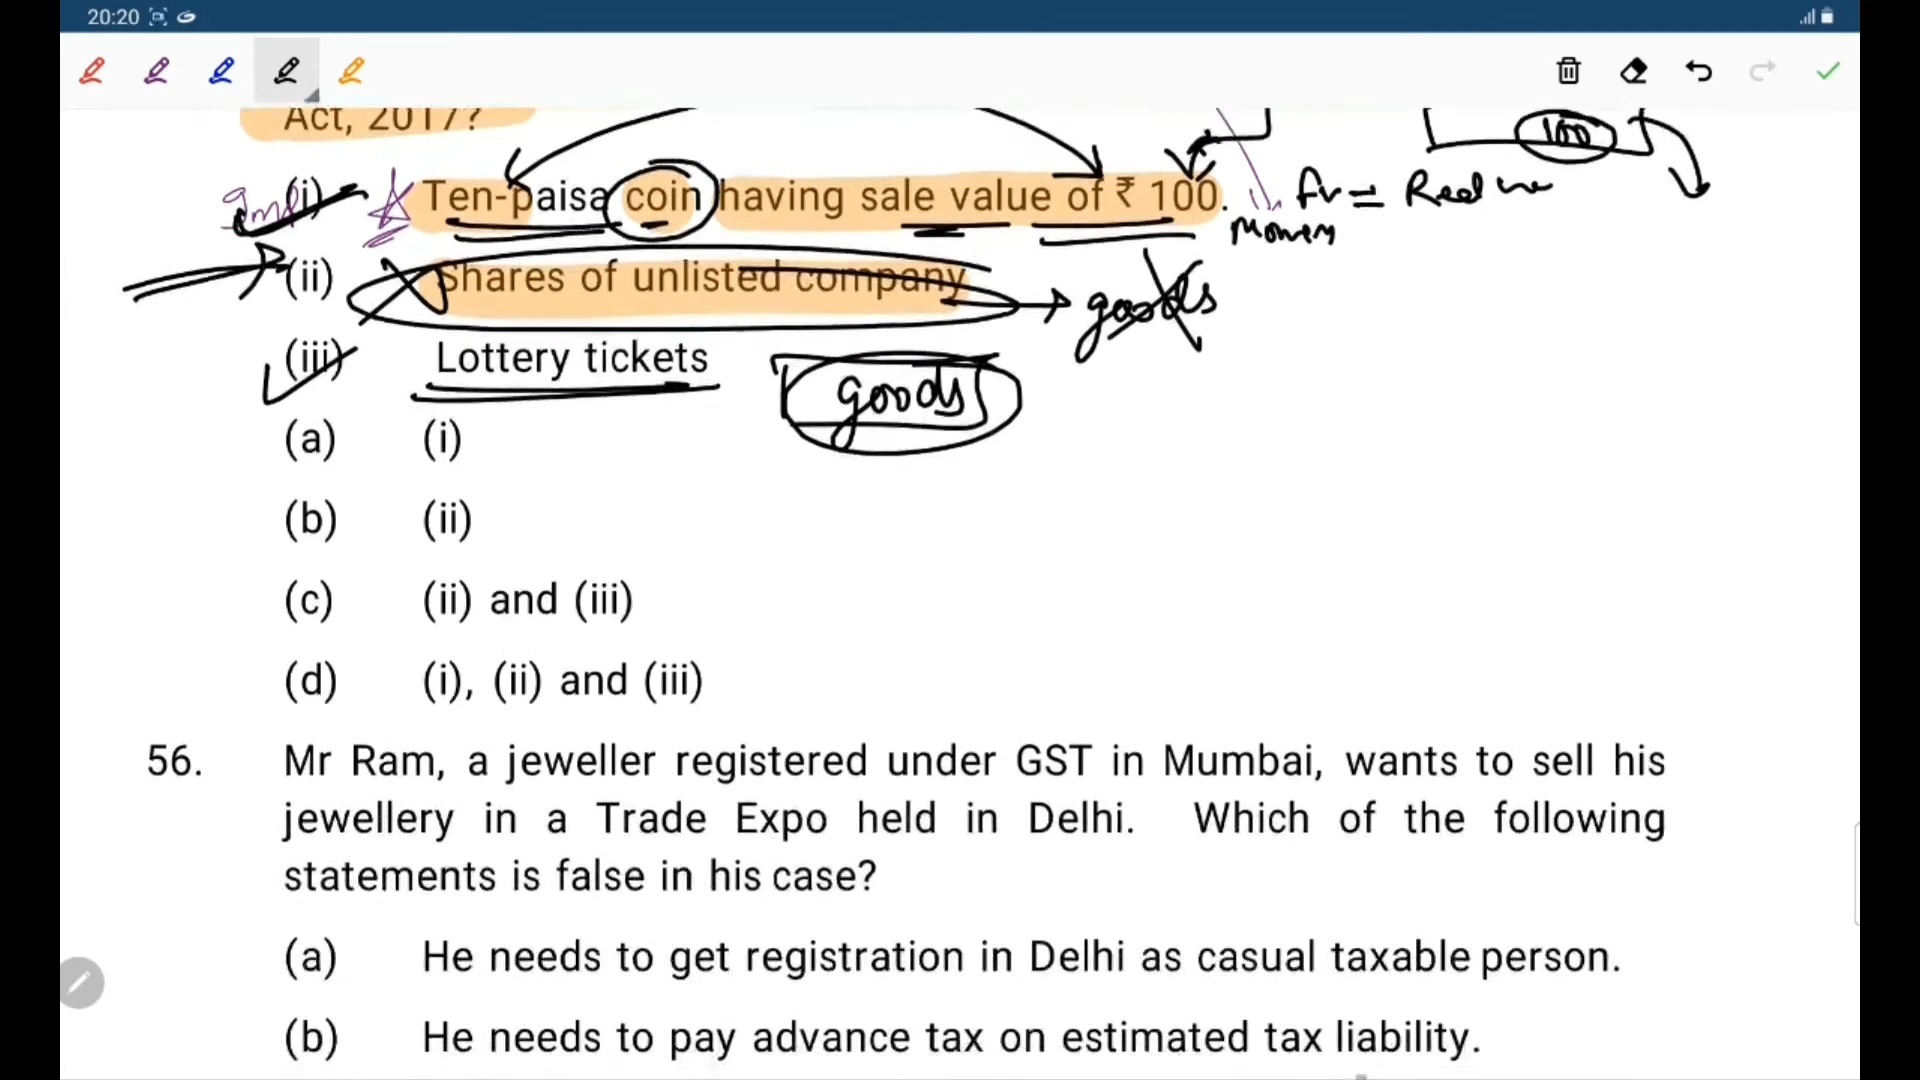 20:20
Act, 2017?
(i) Ten-paisa coin having sale value of ₹ 100.
100
fv = 
Money
(ii) Shares of unlisted company
goods
(iii) Lottery tickets
goods
(a) (i)
(b) (ii)
(c) (ii) and (iii)
(d) (i), (ii) and (iii)
56. Mr Ram, a jeweller registered under GST in Mumbai, wants to sell his
jewellery in a Trade Expo held in Delhi. Which of the following
statements is false in his case?
(a) He needs to get registration in Delhi as casual taxable person.
(b) He needs to pay advance tax on estimated tax liability.